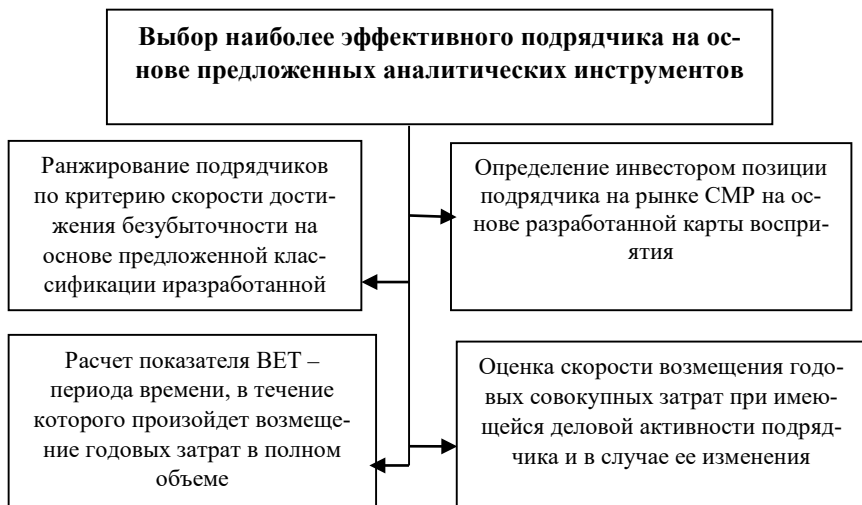 Выбор наиболее эффективного подрядчика на ос-
нове предложенных аналитических инструментов
Ранжирование подрядчиков
по критерию скорости дости-
жения безубыточности на
основе предложенной клас-
сификации иразработанной
Определение инвестором позиции
подрядчика на рынке СМР на ос-
нове разработанной карты воспри-
ятия
Расчет показателя ВЕТ –
периода времени, в течение
которого произойдет возмеще-
ние годовых затрат в полном
объеме
Оценка скорости возмещения годо-
вых совокупных затрат при имею-
щейся деловой активности подряд-
чика и в случае ее изменения